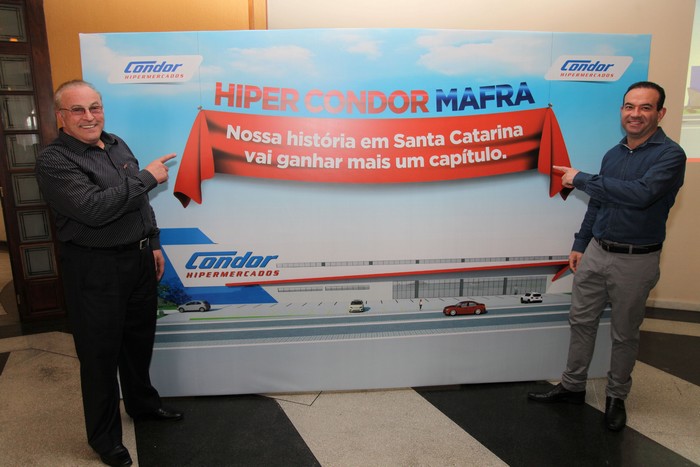 Condor
HIPERMERCADOS
Condor
HIPERMERCADOS
HIPER CONDOR MAFRA
Nossa história em Santa Catarina
vai ganhar mais um capítulo.
Condor
HIPERMERCADOS